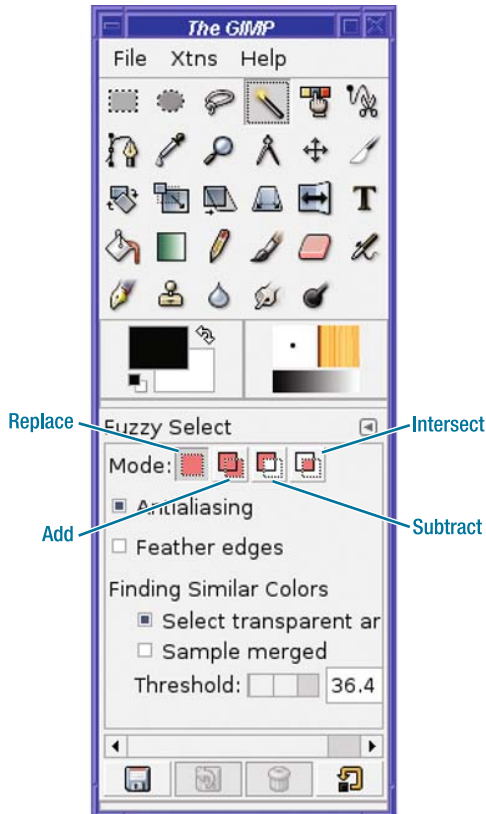 The GIMP
File Xtns Help
T
Replace
Fuzzy Select
Intersect
Mode:
Add
Antialiasing
Subtract
Feather edges
Finding Similar Colors
Select transparent ar
Sample merged
Threshold: 36.4